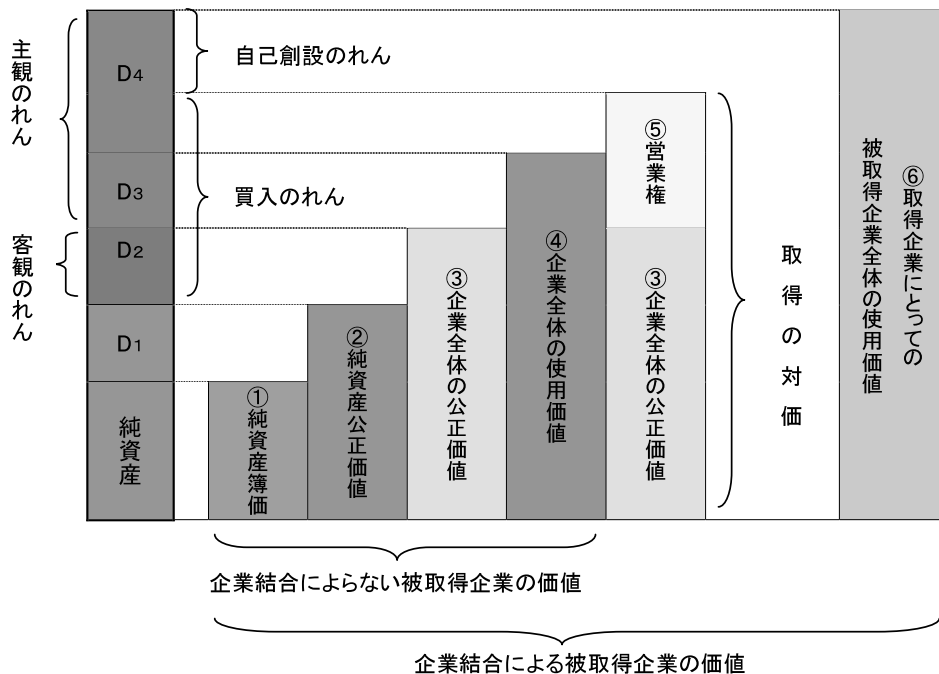 主観のれん
客観のれん
D4
D3
D2
D1
純資産
自己創設のれん
買入のれん
①純資産簿価
②純資産公正価値
③企業全体の公正価値
④企業全体の使用価値
⑤営業権
③企業全体の公正価値
取得の対価
⑥取得企業にとっての
被取得企業全体の使用価値
企業結合によらない被取得企業の価値
企業結合による被取得企業の価値